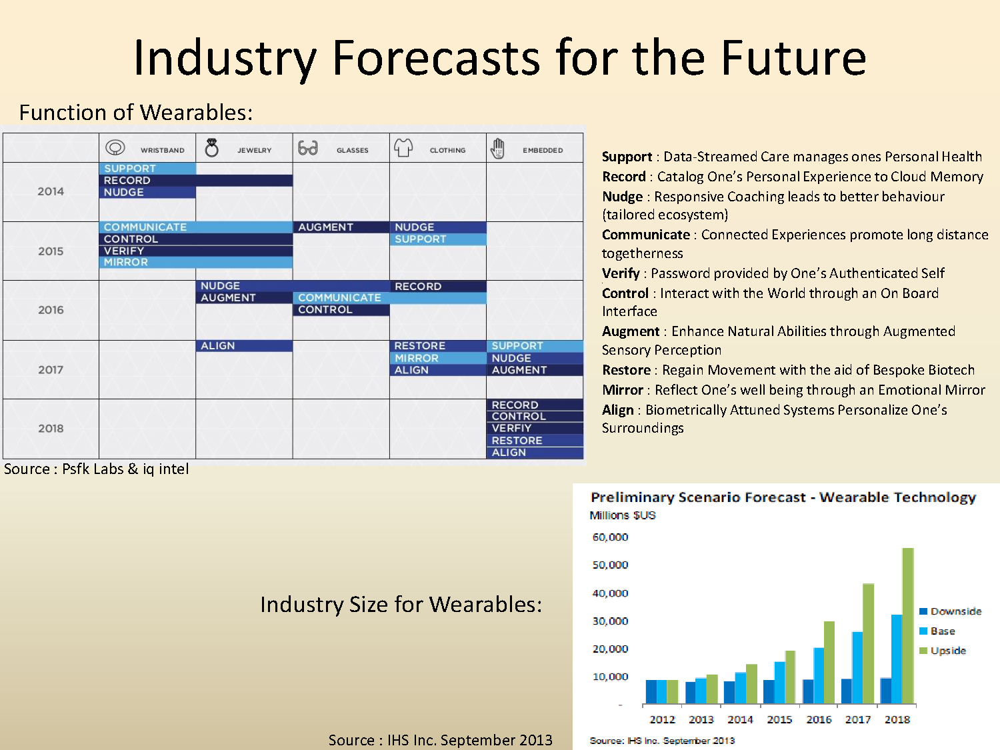 Industry Forecasts for the Future
Function of Wearables:
WRISTBAND JEWELRY GLASSES CLOTHING EMBEDDED
2014
SUPPORT
RECORD
NUDGE
2015
COMMUNICATE AUGMENT NUDGE
CONTROL SUPPORT
VERIFY
MIRROR
2016
NUDGE RECORD
AUGMENT COMMUNICATE
CONTROL
2017
ALIGN RESTORE SUPPORT
MIRROR NUDGE
ALIGN AUGMENT
2018
RECORD
CONTROL
VERFIY
RESTORE
ALIGN
Source : Psfk Labs & iq intel
Support : Data-Streamed Care manages ones Personal Health
Record : Catalog One’s Personal Experience to Cloud Memory
Nudge : Responsive Coaching leads to better behaviour
(tailored ecosystem)
Communicate : Connected Experiences promote long distance
togetherness
Verify : Password provided by One’s Authenticated Self
Control : Interact with the World through an On Board
Interface
Augment : Enhance Natural Abilities through Augmented
Sensory Perception
Restore : Regain Movement with the aid of Bespoke Biotech
Mirror : Reflect One’s well being through an Emotional Mirror
Align : Biometrically Attuned Systems Personalize One’s
Surroundings
Industry Size for Wearables:
Source : IHS Inc. September 2013
Preliminary Scenario Forecast - Wearable Technology
Millions $US
60,000
50,000
40,000
30,000
20,000
10,000
-
2012 2013 2014 2015 2016 2017 2018
Downside
Base
Upside
Source: IHS Inc. September 2013